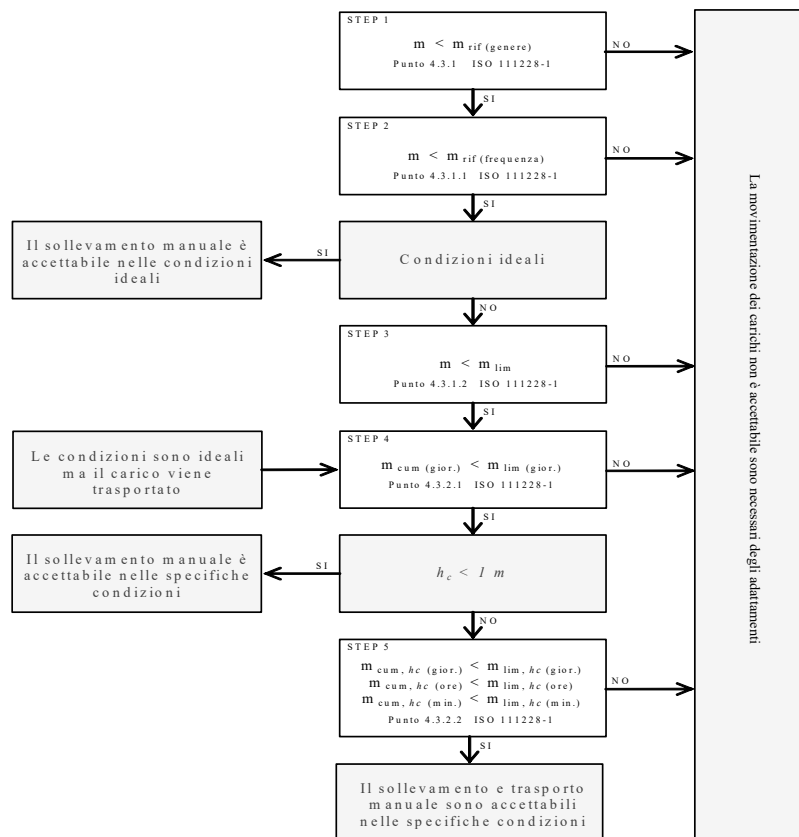 STEP 1
m < m rif (genere)
Punto 4.3.1 ISO 111228-1
NO
SI
STEP 2
m < m rif (frequenza)
Punto 4.3.1.1 ISO 111228-1
NO
SI
Il sollevamento manuale è
accettabile nelle condizioni
ideali
SI
Condizioni ideali
NO
STEP 3
m < m lim
Punto 4.3.1.2 ISO 111228-1
NO
SI
Le condizioni sono ideali
ma il carico viene
trasportato
STEP 4
m cum (gior.) < m lim (gior.)
Punto 4.3.2.1 ISO 111228-1
NO
SI
Il sollevamento manuale è
accettabile nelle specifiche
condizioni
SI
h c < 1 m
NO
STEP 5
m cum, hc (gior.) < m lim, hc (gior.)
m cum, hc (ore) < m lim, hc (ore)
m cum, hc (min.) < m lim, hc (min.)
Punto 4.3.2.2 ISO 111228-1
NO
SI
Il sollevamento e trasporto
manuale sono accettabili
nelle specifiche condizioni
La movimentazione dei carichi non è accettabile sono necessari degli adattamenti